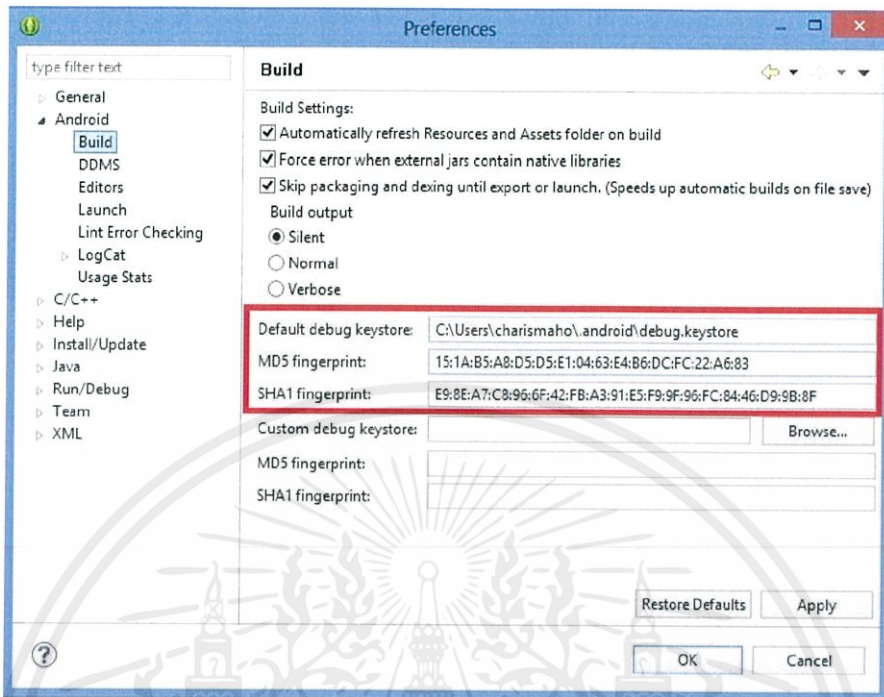 Preferences
type filter text
General
Android
Build
DDMS
Editors
Launch
Lint Error Checking
LogCat
Usage Stats
C/C++
Help
Install/Update
Java
Run/Debug
Team
XML
Build
Build Settings:
Automatically refresh Resources and Assets folder on build
Force error when external jars contain native libraries
Skip packaging and dexing until export or launch. (Speeds up automatic builds on file save)
Build output
Silent
Normal
Verbose
Default debug keystore: C:\Users\charismaho\.android\debug.keystore
MD5 fingerprint: 15:1A:B5:A8:D5:D5:E1:04:63:E4:B6:DC:FC:22:A6:83
SHA1 fingerprint: E9:8E:A7:C8:96:6F:42:FB:A3:91:E5:F9:9F:96:FC:84:46:D9:9B:8F
Custom debug keystore: Browse...
MD5 fingerprint:
SHA1 fingerprint:
Restore Defaults Apply
? OK Cancel